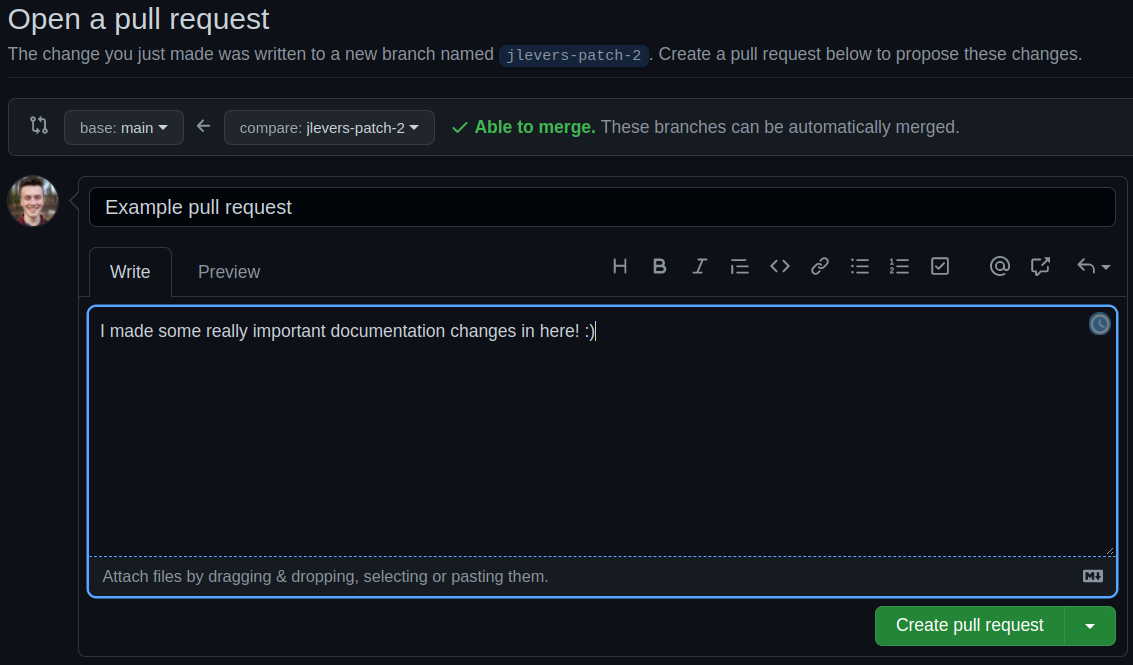 Open a pull request
The change you just made was written to a new branch named jlevers-patch-2. Create a pull request below to propose these changes.
base: main compare: jlevers-patch-2 Able to merge. These branches can be automatically merged.
Example pull request
Write Preview
I made some really important documentation changes in here! :)
Attach files by dragging & dropping, selecting or pasting them.
Create pull request